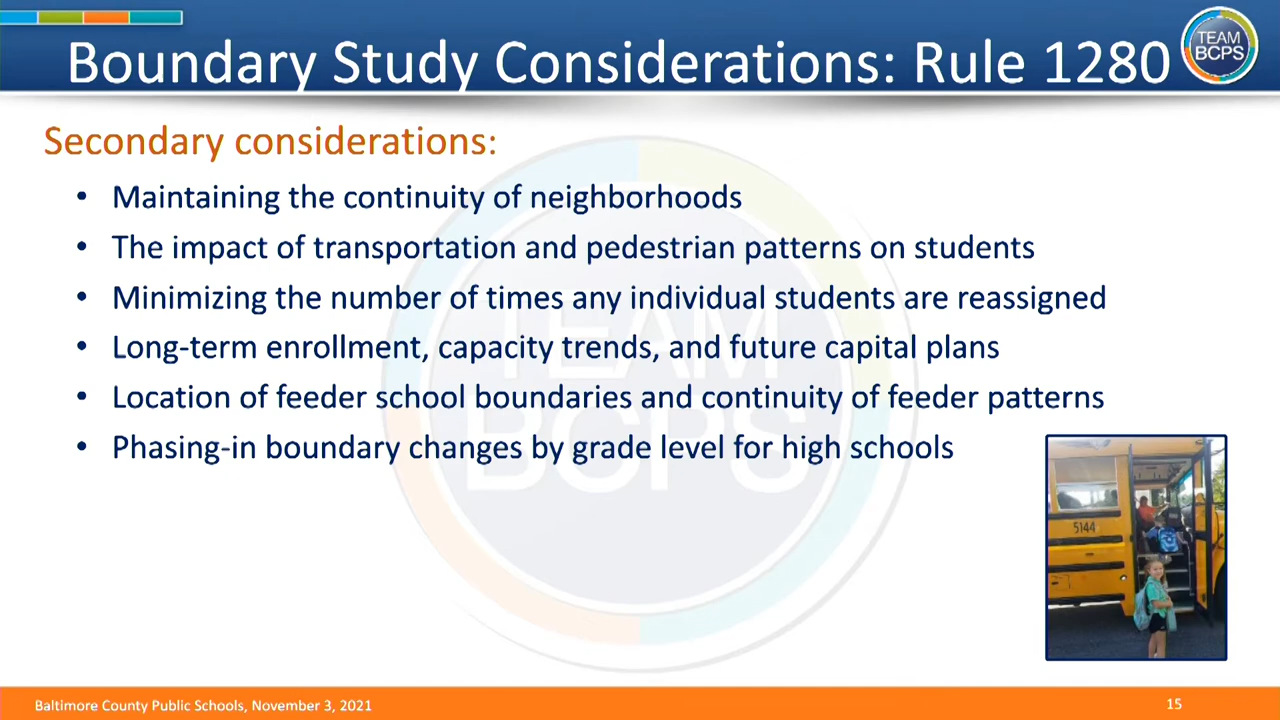 Boundary Study Considerations: Rule 1280
TEAM
BCPS
Secondary considerations:
• Maintaining the continuity of neighborhoods
• The impact of transportation and pedestrian patterns on students
• Minimizing the number of times any individual students are reassigned
• Long-term enrollment, capacity trends, and future capital plans
• Location of feeder school boundaries and continuity of feeder patterns
• Phasing-in boundary changes by grade level for high schools
TEAM
BCPS
5144
Baltimore County Public Schools, November 3, 2021
15